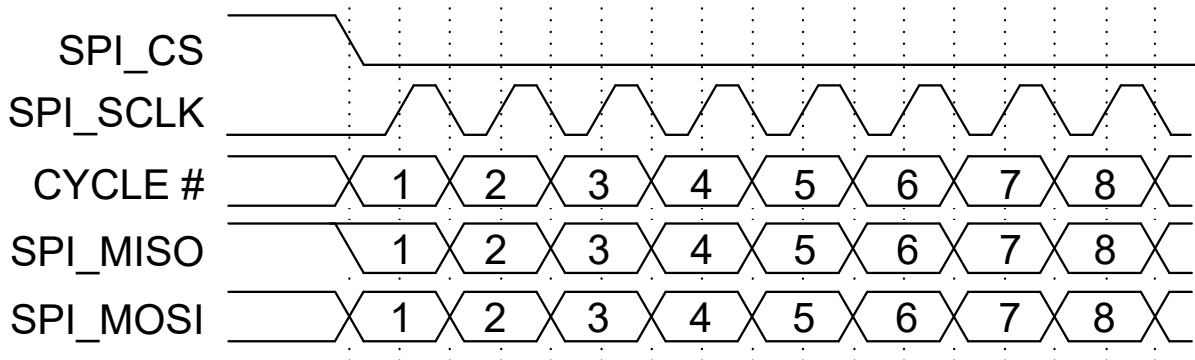 SPI_CS
SPI_SCLK
CYCLE # 1 2 3 4 5 6 7 8
SPI_MISO 1 2 3 4 5 6 7 8
SPI_MOSI 1 2 3 4 5 6 7 8